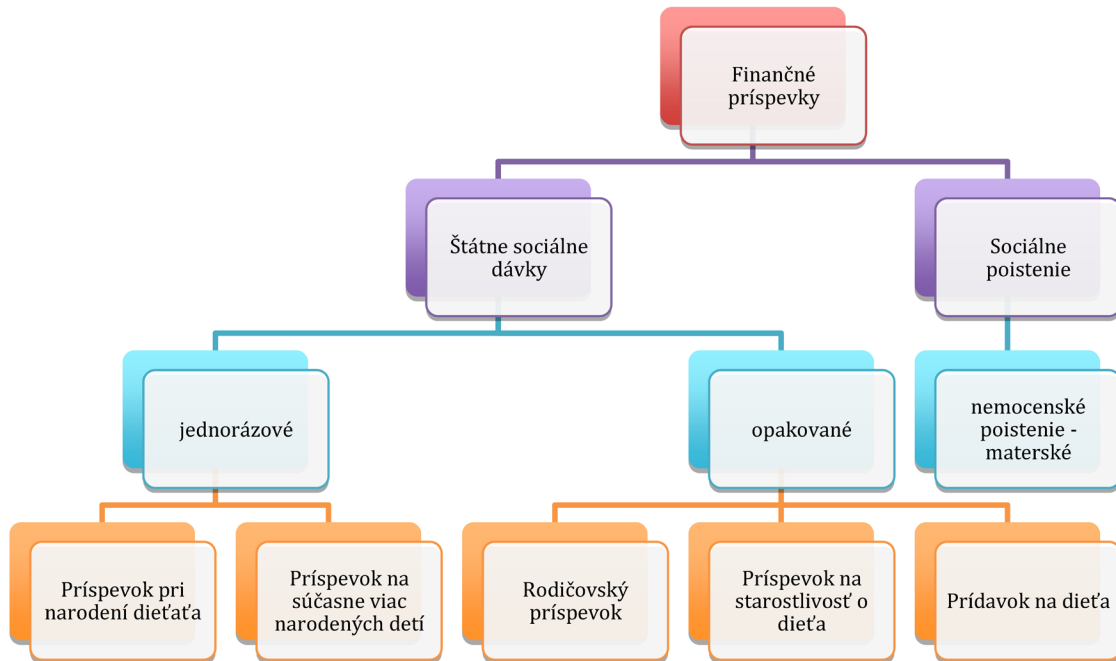 Finančné
príspevky
Štátne sociálne
dávky
Sociálne
poistenie
jednorázové
opakované
nemocenské
poistenie -
materské
Príspevok pri
narodení dieťaťa
Príspevok na
súčasne viac
narodených detí
Rodičovský
príspevok
Príspevok na
starostlivosť o
dieťa
Prídavok na dieťa